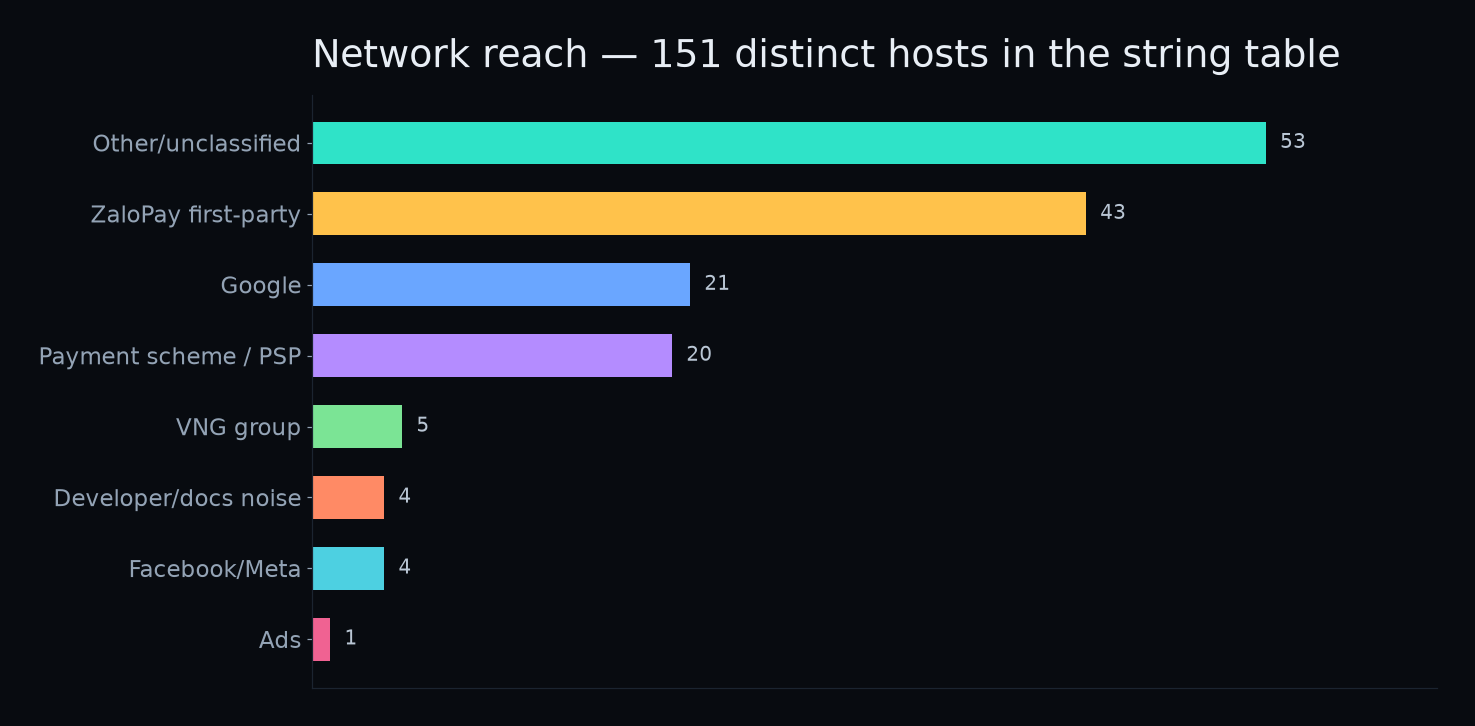 Network reach — 151 distinct hosts in the string table
Other/unclassified 53
ZaloPay first-party 43
Google 21
Payment scheme / PSP 20
VNG group 5
Developer/docs noise 4
Facebook/Meta 4
Ads 1